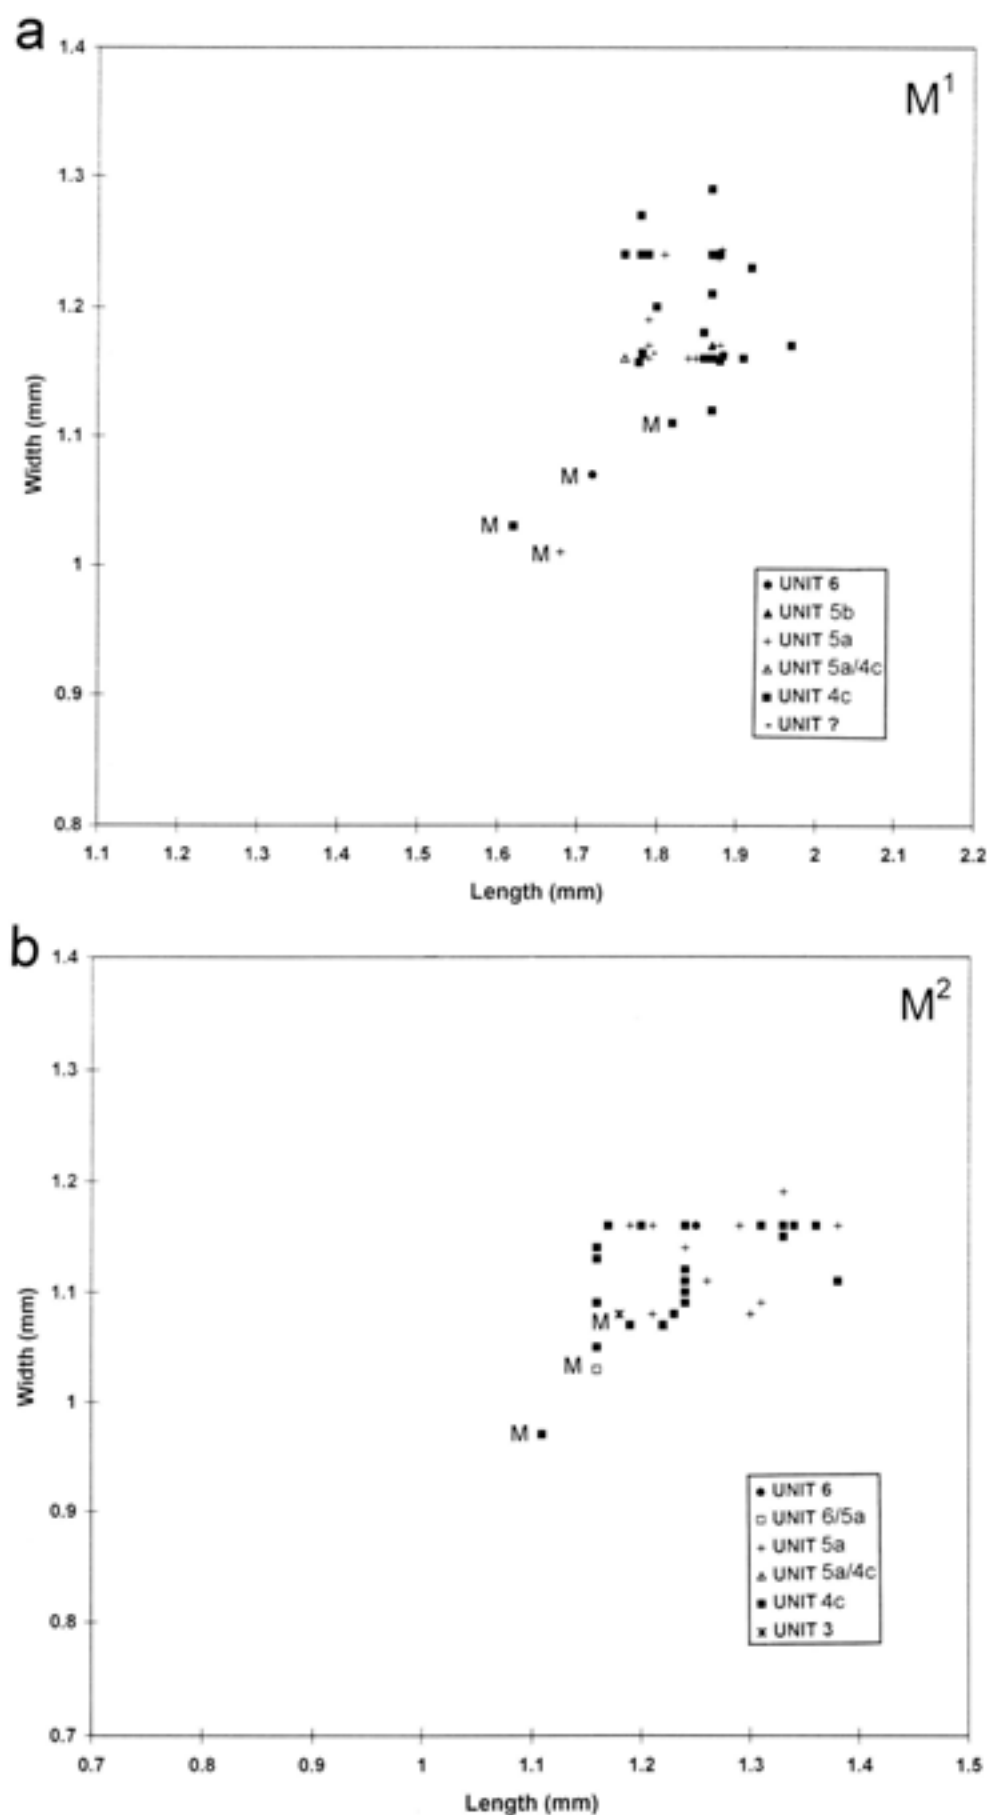 a
M¹
1.4
1.3
1.2
1.1
1
0.9
0.8
Width (mm)
M
M
M
M
UNIT 6
UNIT 5b
UNIT 5a
UNIT 5a/4c
UNIT 4c
UNIT ?
1.1 1.2 1.3 1.4 1.5 1.6 1.7 1.8 1.9 2 2.1 2.2
Length (mm)
b
M²
1.4
1.3
1.2
1.1
1
0.9
0.8
0.7
Width (mm)
M
M
M
UNIT 6
UNIT 6/5a
UNIT 5a
UNIT 5a/4c
UNIT 4c
UNIT 3
0.7 0.8 0.9 1 1.1 1.2 1.3 1.4 1.5
Length (mm)